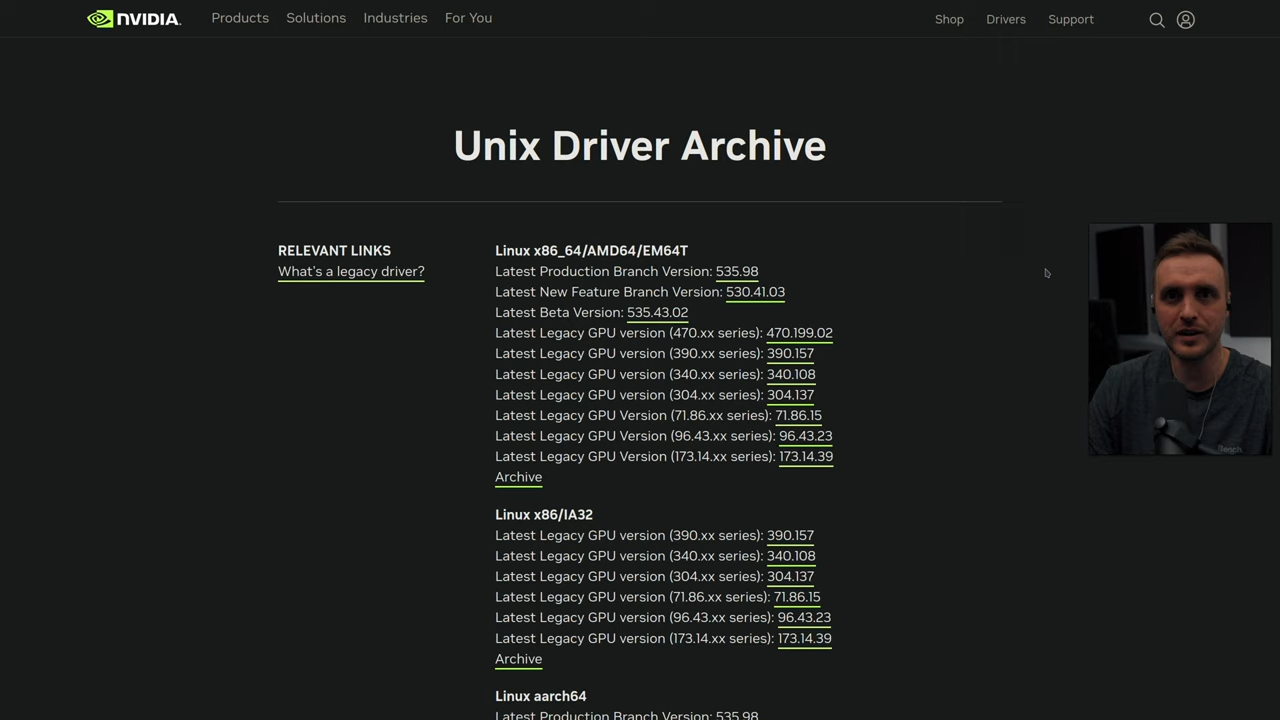 NVIDIA.
Products Solutions Industries For You
Shop Drivers Support
Unix Driver Archive
RELEVANT LINKS
What's a legacy driver?
Linux x86_64/AMD64/EM64T
Latest Production Branch Version: 535.98
Latest New Feature Branch Version: 530.41.03
Latest Beta Version: 535.43.02
Latest Legacy GPU version (470.xx series): 470.199.02
Latest Legacy GPU version (390.xx series): 390.157
Latest Legacy GPU version (340.xx series): 340.108
Latest Legacy GPU version (304.xx series): 304.137
Latest Legacy GPU Version (71.86.xx series): 71.86.15
Latest Legacy GPU Version (96.43.xx series): 96.43.23
Latest Legacy GPU Version (173.14.xx series): 173.14.39
Archive
Linux x86/IA32
Latest Legacy GPU version (390.xx series): 390.157
Latest Legacy GPU version (340.xx series): 340.108
Latest Legacy GPU version (304.xx series): 304.137
Latest Legacy GPU version (71.86.xx series): 71.86.15
Latest Legacy GPU version (96.43.xx series): 96.43.23
Latest Legacy GPU version (173.14.xx series): 173.14.39
Archive
Linux aarch64
Latest Production Branch Version: 535.98